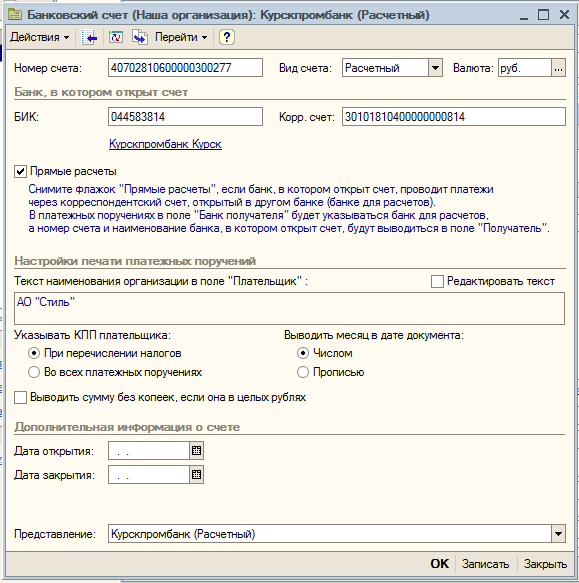 Банковский счет (Наша организация): Курскпромбанк (Расчетный)
Действия Перейти ?
Номер счета: 40702810600000300277 Вид счета: Расчетный Валюта: руб. ...
Банк, в котором открыт счет
БИК: 044583814 Корр. счет: 30101810400000000814
Курскпромбанк Курск
Прямые расчеты
Снимите флажок "Прямые расчеты", если банк, в котором открыт счет, проводит платежи
через корреспондентский счет, открытый в другом банке (банке для расчетов).
В платежных поручениях в поле "Банк получателя" будет указываться банк для расчетов,
а номер счета и наименование банка, в котором открыт счет, будут выводиться в поле "Получатель".
Настройки печати платежных поручений
Текст наименования организации в поле "Плательщик" : Редактировать текст
АО "Стиль"
Указывать КПП плательщика: Выводить месяц в дате документа:
При перечислении налогов Числом
Во всех платежных поручениях Прописью
Выводить сумму без копеек, если она в целых рублях
Дополнительная информация о счете
Дата открытия: . .
Дата закрытия: . .
Представление: Курскпромбанк (Расчетный)
OK Записать Закрыть